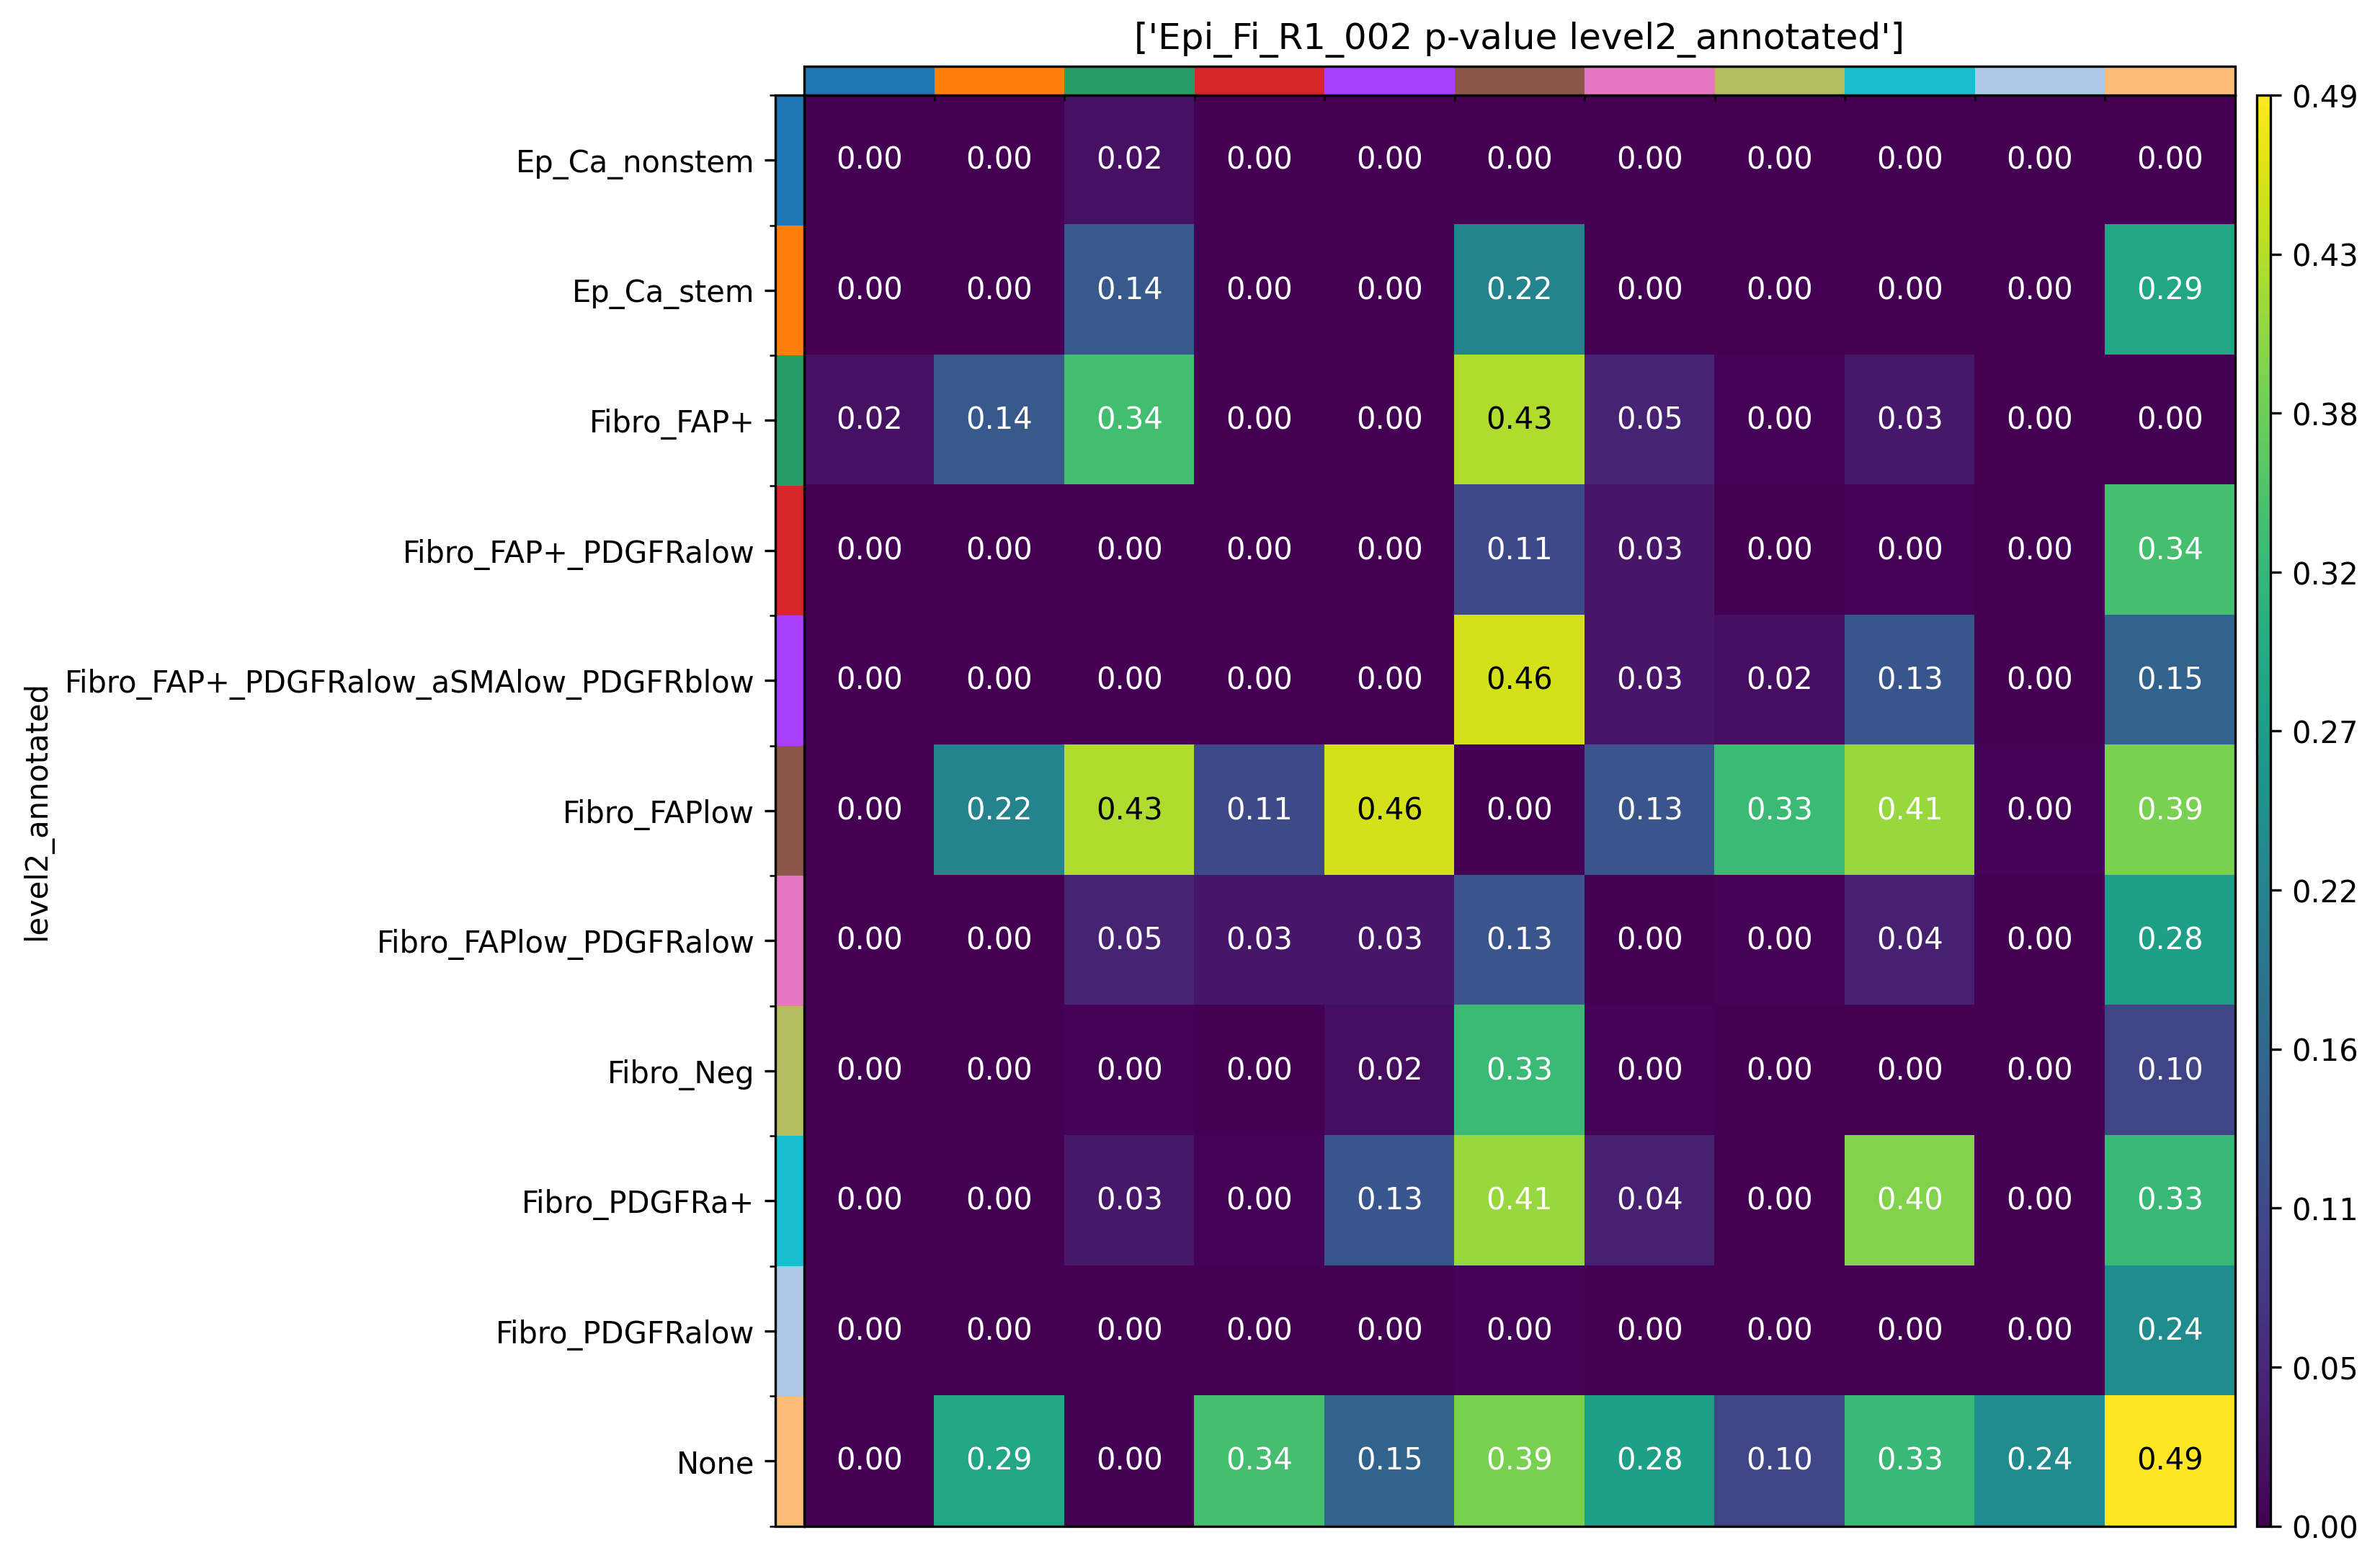 ['Epi_Fi_R1_002 p-value level2_annotated']
level2_annotated
Ep_Ca_nonstem 0.00 0.00 0.02 0.00 0.00 0.00 0.00 0.00 0.00 0.00 0.00
Ep_Ca_stem 0.00 0.00 0.14 0.00 0.00 0.22 0.00 0.00 0.00 0.00 0.29
Fibro_FAP+ 0.02 0.14 0.34 0.00 0.00 0.43 0.05 0.00 0.03 0.00 0.00
Fibro_FAP+_PDGFRalow 0.00 0.00 0.00 0.00 0.00 0.11 0.03 0.00 0.00 0.00 0.34
Fibro_FAP+_PDGFRalow_aSMAlow_PDGFRblow 0.00 0.00 0.00 0.00 0.00 0.46 0.03 0.02 0.13 0.00 0.15
Fibro_FAPlow 0.00 0.22 0.43 0.11 0.46 0.00 0.13 0.33 0.41 0.00 0.39
Fibro_FAPlow_PDGFRalow 0.00 0.00 0.05 0.03 0.03 0.13 0.00 0.00 0.04 0.00 0.28
Fibro_Neg 0.00 0.00 0.00 0.00 0.02 0.33 0.00 0.00 0.00 0.00 0.10
Fibro_PDGFRa+ 0.00 0.00 0.03 0.00 0.13 0.41 0.04 0.00 0.40 0.00 0.33
Fibro_PDGFRalow 0.00 0.00 0.00 0.00 0.00 0.00 0.00 0.00 0.00 0.00 0.24
None 0.00 0.29 0.00 0.34 0.15 0.39 0.28 0.10 0.33 0.24 0.49
0.49
0.43
0.38
0.32
0.27
0.22
0.16
0.11
0.05
0.00